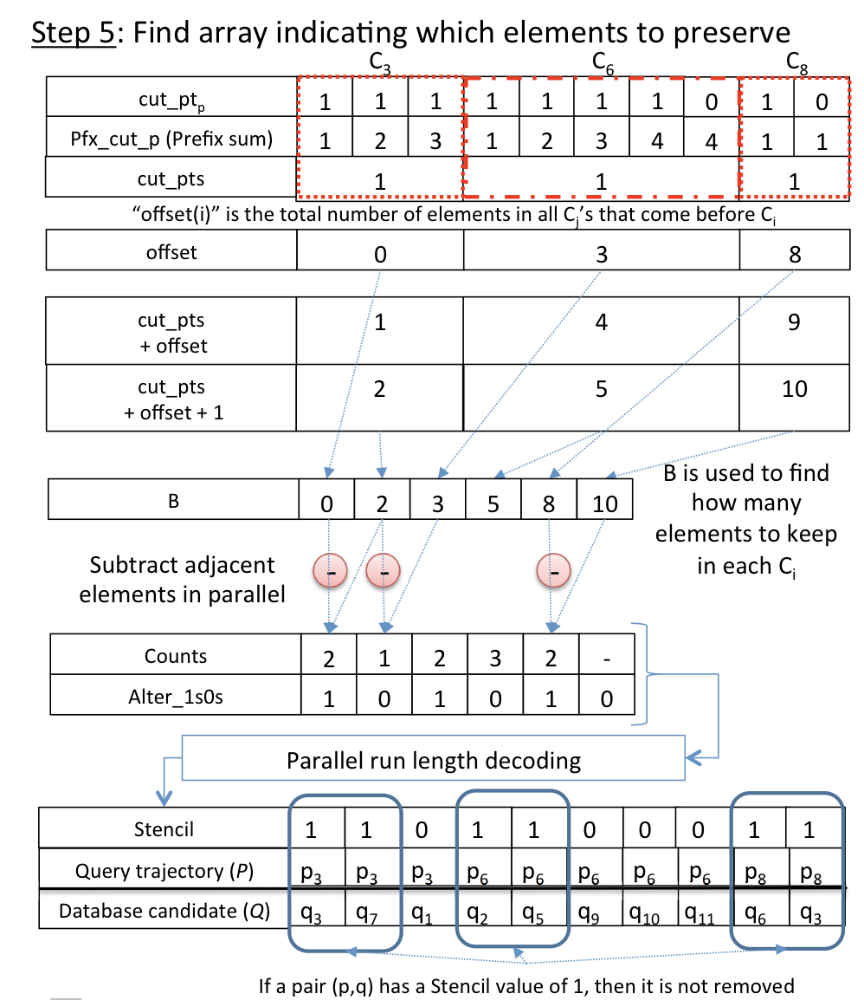 Step 5: Find array indicating which elements to preserve
C3 C6 C8
cut_ptp 1 1 1 1 1 1 1 0 1 0
Pfx_cut_p (Prefix sum) 1 2 3 1 2 3 4 4 1 1
cut_pts 1 1 1
“offset(i)” is the total number of elements in all Cj’s that come before Ci
offset 0 3 8
cut_pts
+ offset 1 4 9
cut_pts
+ offset + 1 2 5 10
B 0 2 3 5 8 10
B is used to find
how many
elements to keep
in each Ci
Subtract adjacent
elements in parallel
- - -
Counts 2 1 2 3 2 -
Alter_1s0s 1 0 1 0 1 0
Parallel run length decoding
Stencil 1 1 0 1 1 0 0 0 1 1
Query trajectory (P) p3 p3 p3 p6 p6 p6 p6 p6 p8 p8
Database candidate (Q) q3 q7 q1 q2 q5 q9 q10 q11 q6 q3
If a pair (p,q) has a Stencil value of 1, then it is not removed